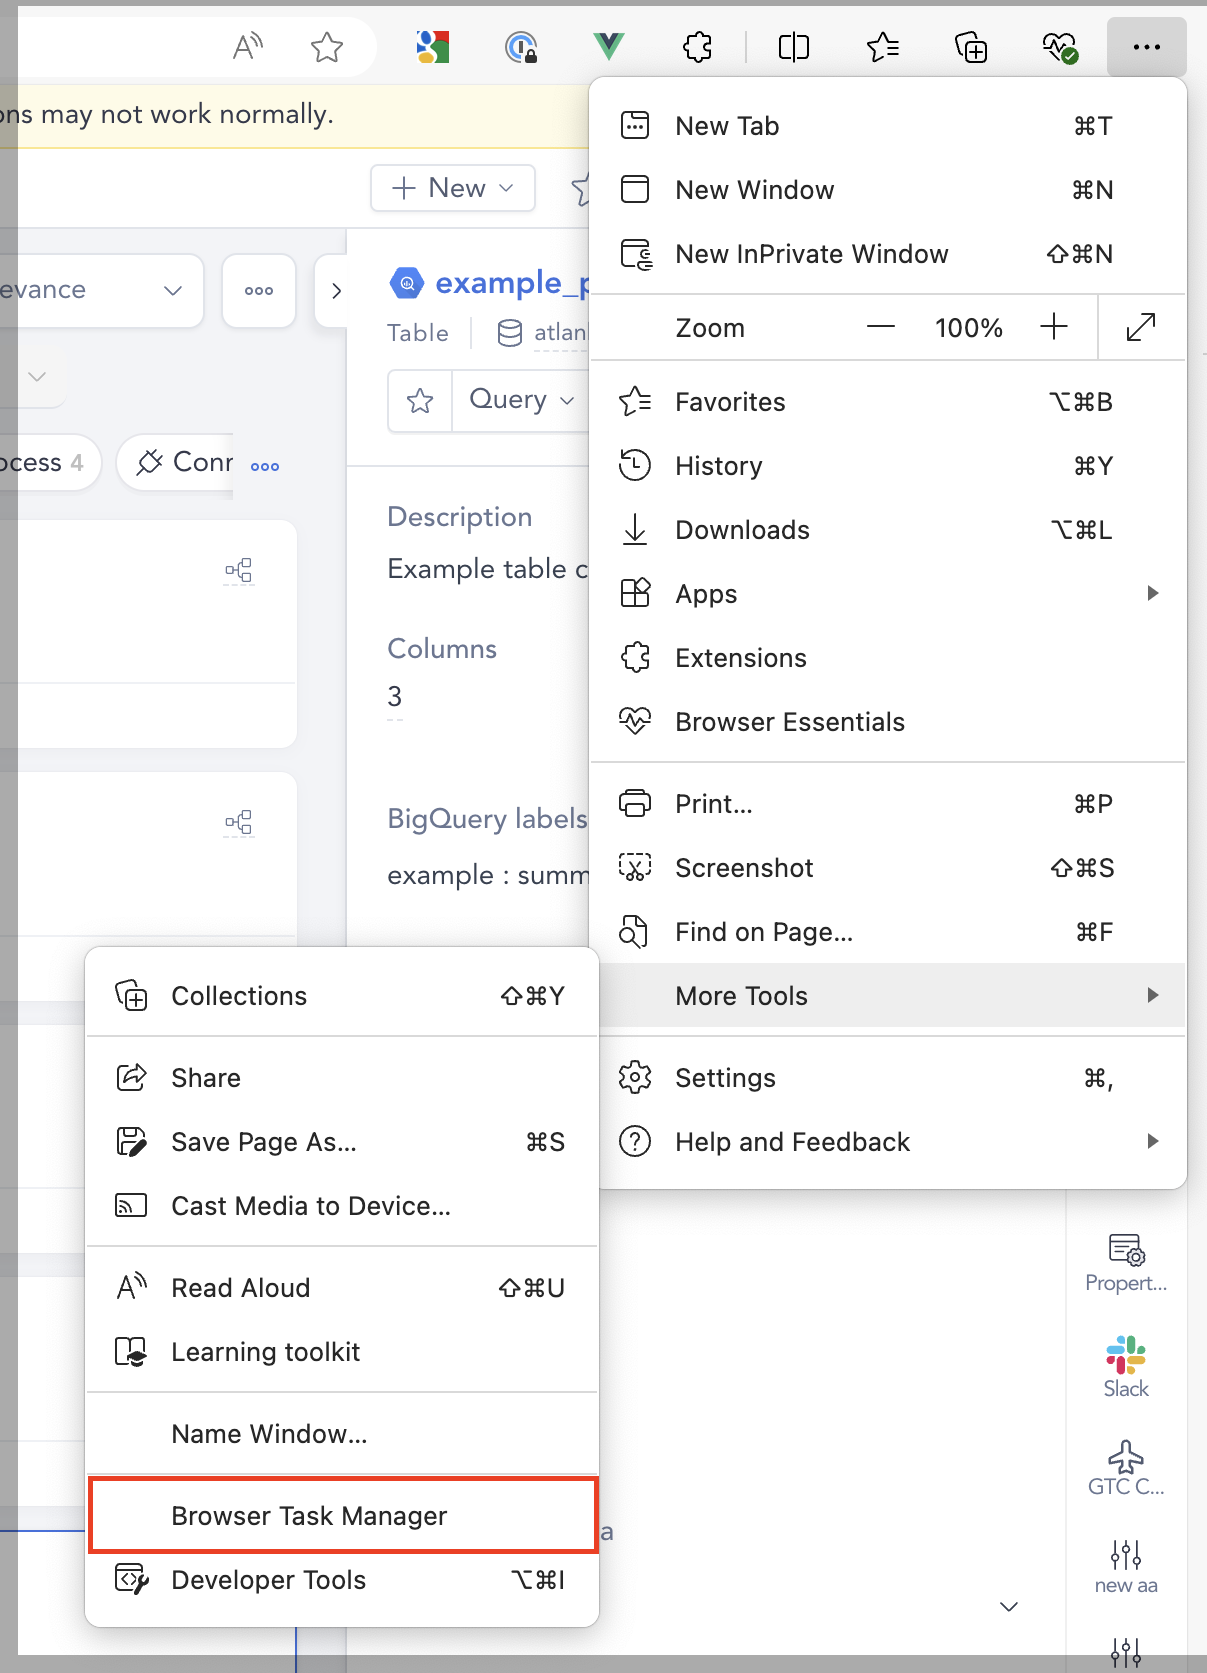 ons may not work normally.
New
evance
example_p
Table
atlan
Query
ocess 4
Conr
Description
Example table c
Columns
3
BigQuery labels
example : summ
New Tab ⌘T
New Window ⌘N
New InPrivate Window ⇧⌘N
Zoom — 100% +
Favorites ⌥⌘B
History ⌘Y
Downloads ⌥⌘L
Apps
Extensions
Browser Essentials
Print... ⌘P
Screenshot ⇧⌘S
Find on Page... ⌘F
More Tools
Settings ⌘,
Help and Feedback
Collections ⇧⌘Y
Share
Save Page As... ⌘S
Cast Media to Device...
Read Aloud ⇧⌘U
Learning toolkit
Name Window...
Browser Task Manager
Developer Tools ⌥⌘I
a
Propert...
Slack
GTC C...
new aa